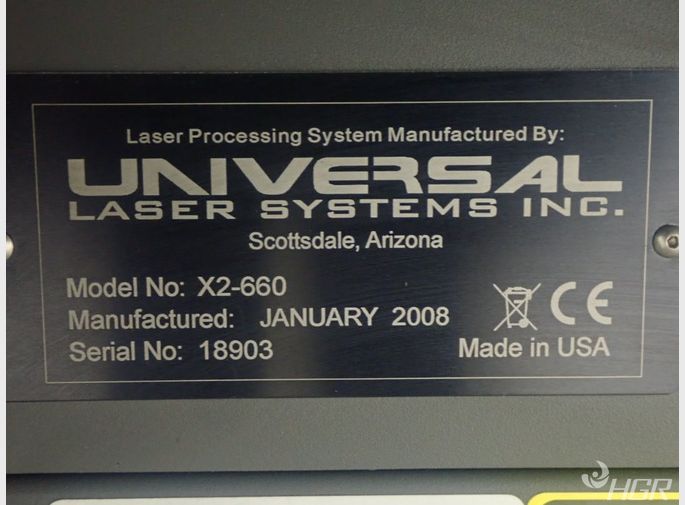 Laser Processing System Manufactured By:
UNIVERSAL
LASER SYSTEMS INC.
Scottsdale, Arizona
Model No: X2-660
Manufactured: JANUARY 2008
CE
Serial No: 18903
Made in USA
HGR